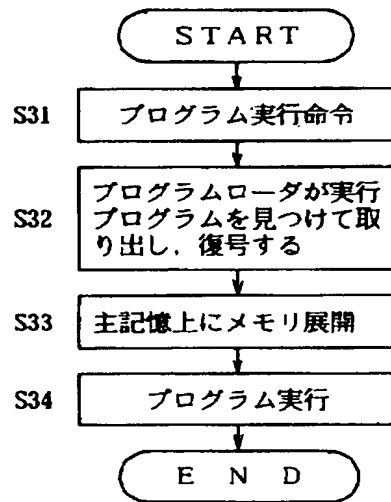 START
S31 プログラム実行命令
プログラムローダが実行
S32 プログラムを見つけて取
り出し，復号する
S33 主記憶上にメモリ展開
S34 プログラム実行
END